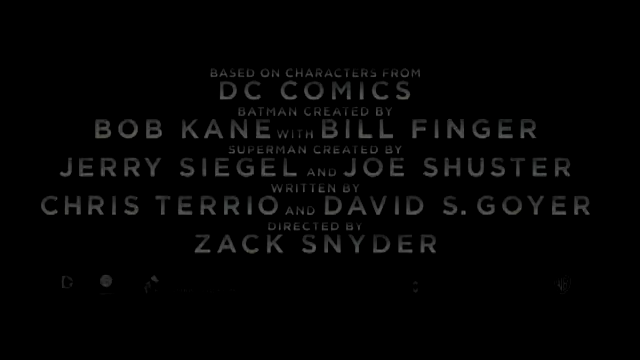 BASED ON CHARACTERS FROM
DC COMICS
BATMAN CREATED BY
BOB KANE WITH BILL FINGER
SUPERMAN CREATED BY
JERRY SIEGEL AND JOE SHUSTER
WRITTEN BY
CHRIS TERRIO AND DAVID S. GOYER
DIRECTED BY
ZACK SNYDER